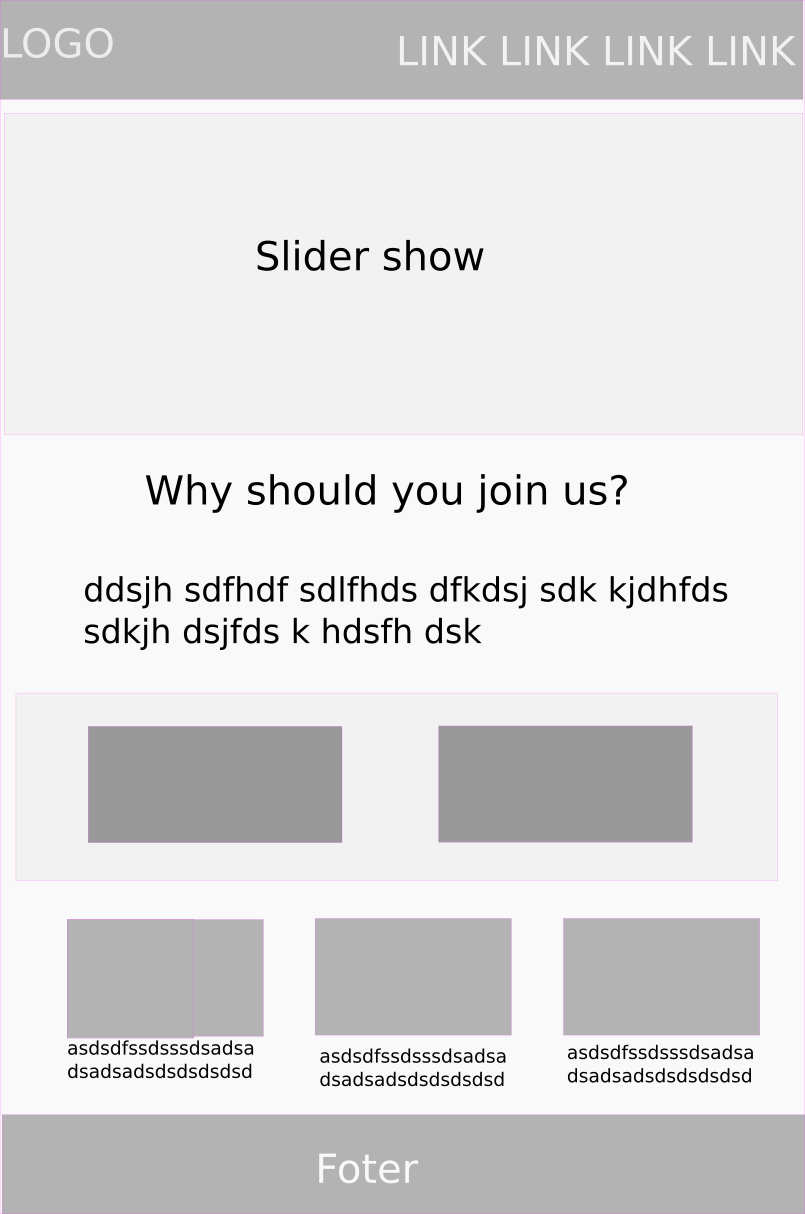 LOGO
LINK LINK LINK LINK
Slider show
Why should you join us?
ddsjh sdfhdf sdlfhds dfkdsj sdk kjdhfds
sdkjh dsjfds k hdsfh dsk
asdsdfssdsssdsadsa
dsadsadsdsdsdsdsd
asdsdfssdsssdsadsa
dsadsadsdsdsdsdsd
asdsdfssdsssdsadsa
dsadsadsdsdsdsdsd
Foter